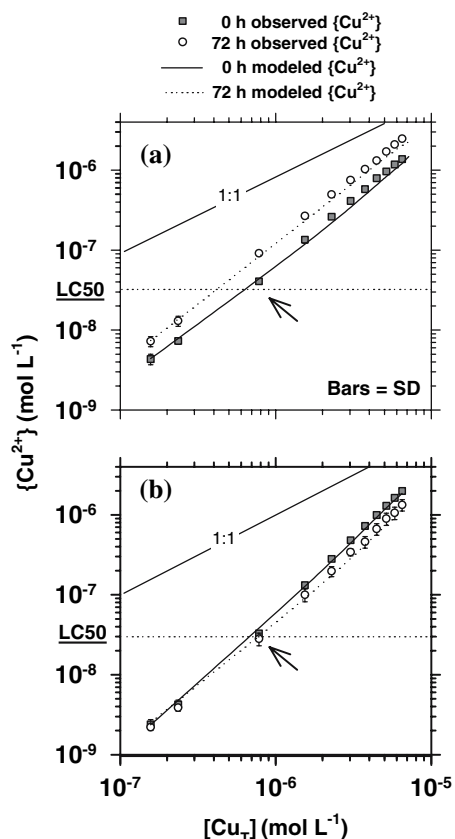 0 h observed {Cu²⁺}
72 h observed {Cu²⁺}
0 h modeled {Cu²⁺}
72 h modeled {Cu²⁺}
(a)
10⁻⁶
1:1
10⁻⁷
LC50
10⁻⁸
10⁻⁹
Bars = SD
{Cu²⁺} (mol L⁻¹)
(b)
10⁻⁶
1:1
10⁻⁷
LC50
10⁻⁸
10⁻⁹
10⁻⁷ 10⁻⁶ 10⁻⁵
[Cu_T] (mol L⁻¹)